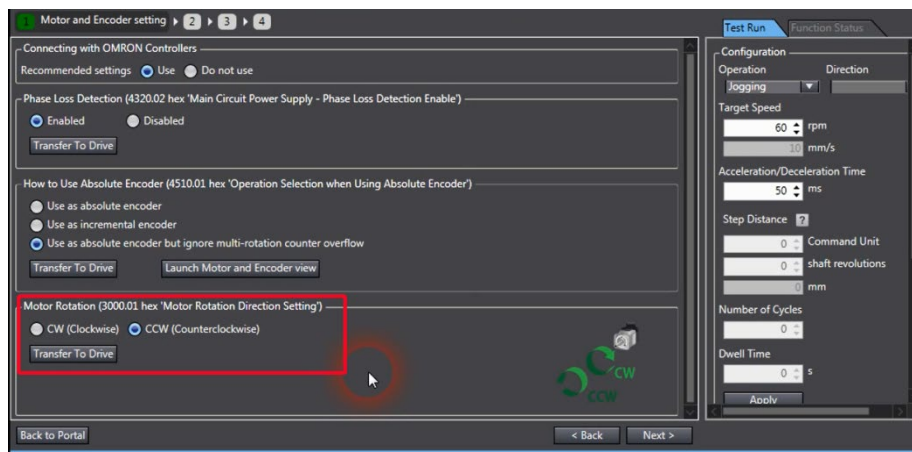 1 Motor and Encoder setting 2 3 4
Connecting with OMRON Controllers
Recommended settings Use Do not use
Phase Loss Detection (4320.02 hex 'Main Circuit Power Supply - Phase Loss Detection Enable')
Enabled Disabled
Transfer To Drive
How to Use Absolute Encoder (4510.01 hex 'Operation Selection when Using Absolute Encoder')
Use as absolute encoder
Use as incremental encoder
Use as absolute encoder but ignore multi-rotation counter overflow
Transfer To Drive Launch Motor and Encoder view
Motor Rotation (3000.01 hex 'Motor Rotation Direction Setting')
CW (Clockwise) CCW (Counterclockwise)
Transfer To Drive
CW
CCW
Back to Portal < Back Next >
Test Run Function Status
Configuration
Operation Direction
Jogging
Target Speed
60 rpm
10 mm/s
Acceleration/Deceleration Time
50 ms
Step Distance ?
0 Command Unit
0 shaft revolutions
0 mm
Number of Cycles
0
Dwell Time
0 s
Apply